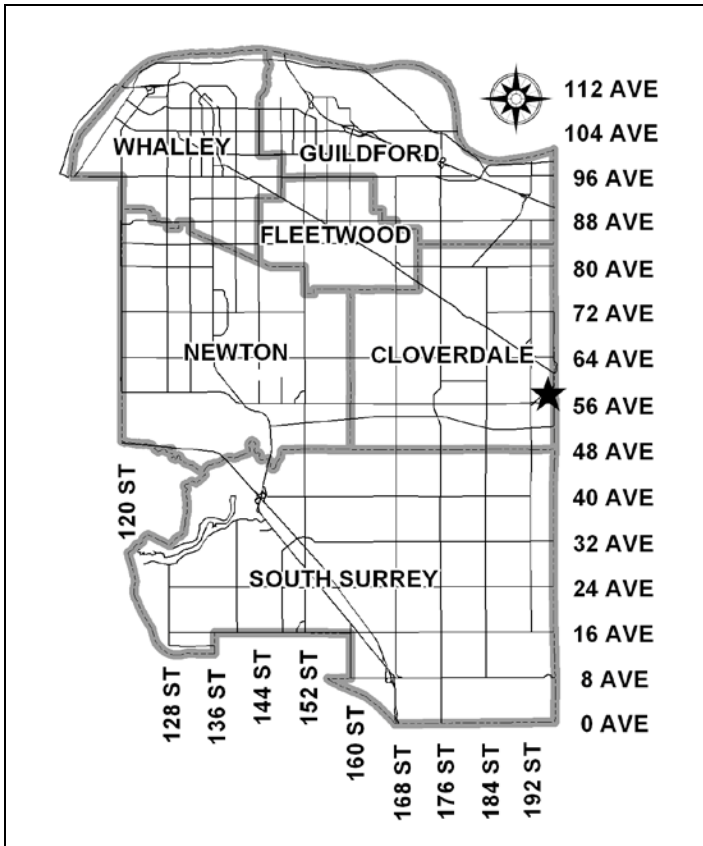 112 AVE
104 AVE
WHALLEY
GUILDFORD
96 AVE
88 AVE
FLEETWOOD
80 AVE
72 AVE
NEWTON
CLOVERDALE
64 AVE
56 AVE
48 AVE
120 ST
40 AVE
32 AVE
SOUTH SURREY
24 AVE
16 AVE
128 ST
136 ST
144 ST
152 ST
160 ST
8 AVE
0 AVE
168 ST
176 ST
184 ST
192 ST